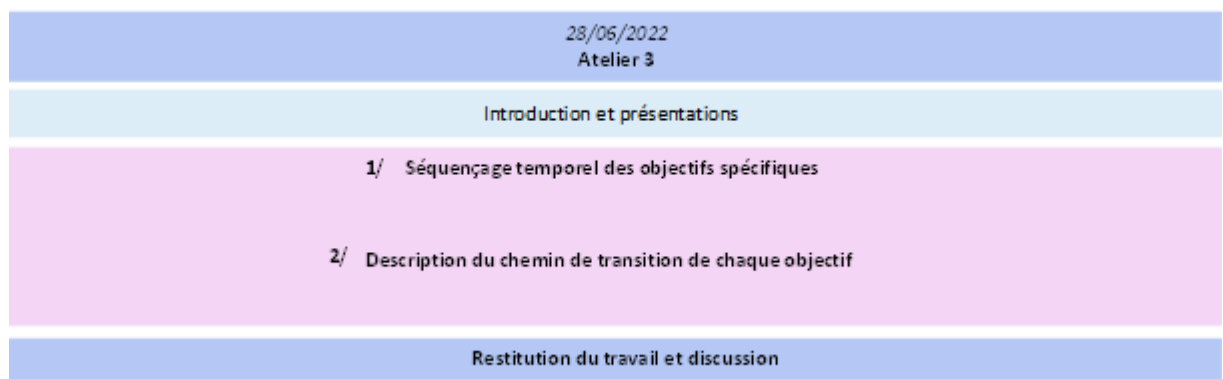 28/06/2022
Atelier 3
Introduction et présentations
1/ Séquençage temporel des objectifs spécifiques
2/ Description du chemin de transition de chaque objectif
Restitution du travail et discussion